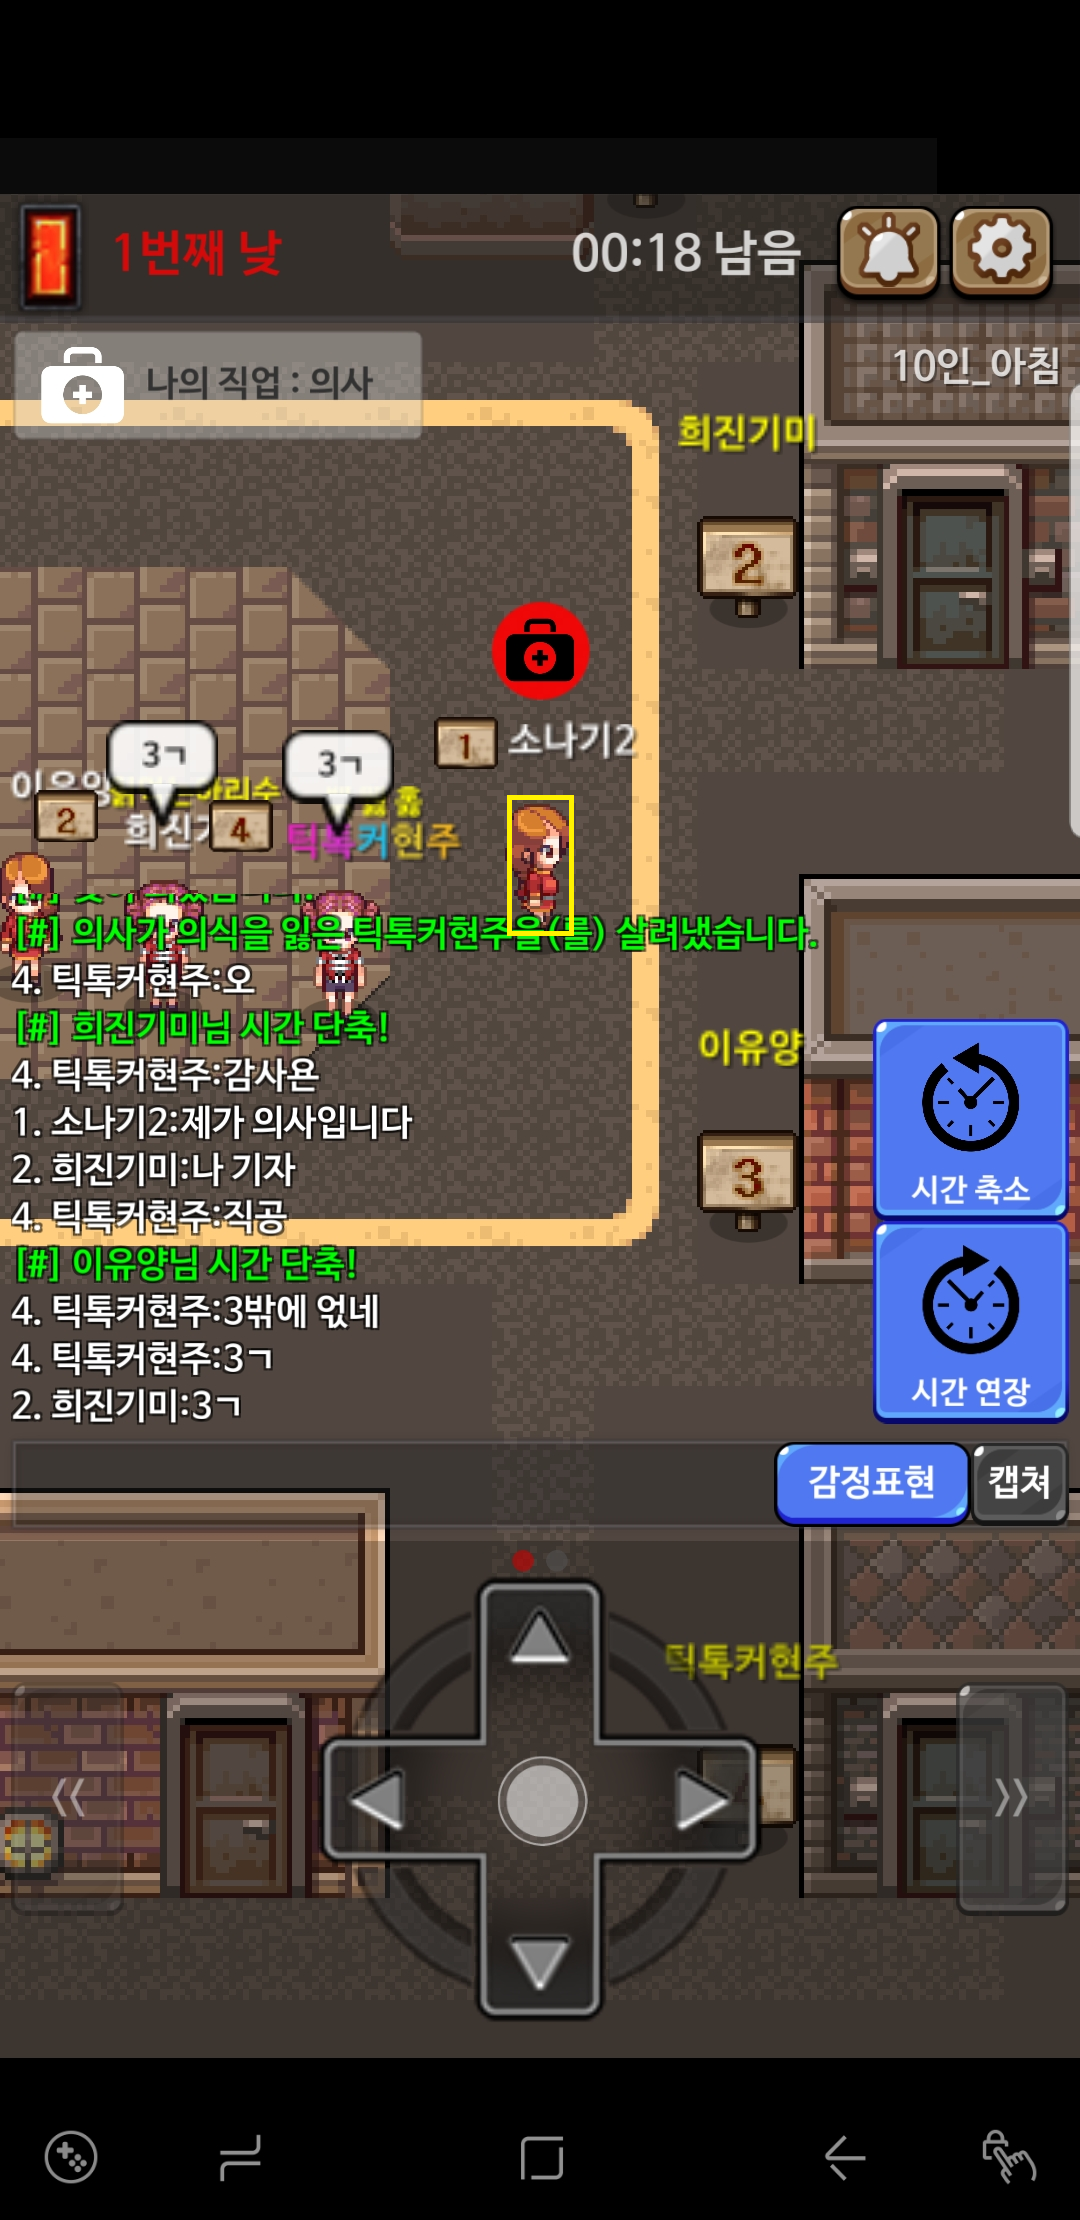 1번째 낮
00:18 남음
나의 직업 : 의사
10인_아침
희진기미
2
3ㄱ
3ㄱ
1 소나기2
이유양
2
4
틱톡커현주
[#] 의사가 의식을 잃은 틱톡커현주을(를) 살려냈습니다.
4. 틱톡커현주:오
[#] 희진기미님 시간 단축!
4. 틱톡커현주:감사욘
1. 소나기2:제가 의사입니다
2. 희진기미:나 기자
4. 틱톡커현주:직공
[#] 이유양님 시간 단축!
4. 틱톡커현주:3밖에 없네
4. 틱톡커현주:3ㄱ
2. 희진기미:3ㄱ
이유양
3
시간 축소
시간 연장
감정표현
캡쳐
틱톡커현주